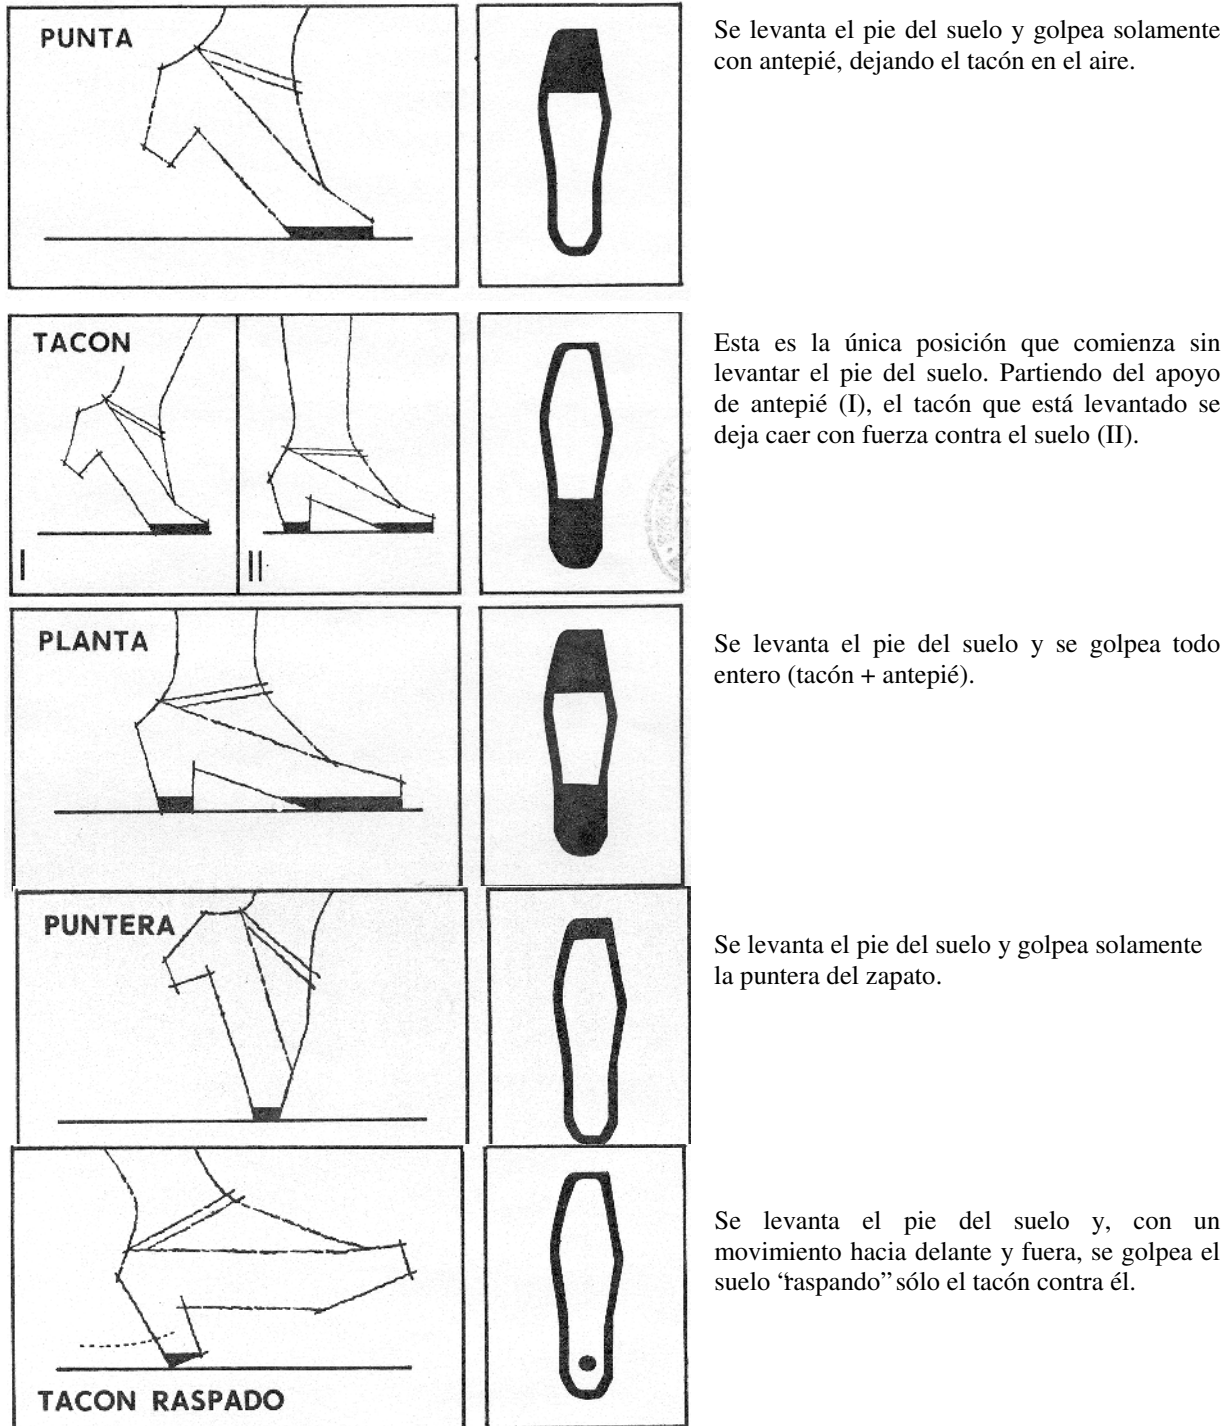 PUNTA
Se levanta el pie del suelo y golpea solamente
con antepié, dejando el tacón en el aire.
TACON
I
II
Esta es la única posición que comienza sin
levantar el pie del suelo. Partiendo del apoyo
de antepié (I), el tacón que está levantado se
deja caer con fuerza contra el suelo (II).
PLANTA
Se levanta el pie del suelo y se golpea todo
entero (tacón + antepié).
PUNTERA
Se levanta el pie del suelo y golpea solamente
la puntera del zapato.
TACON RASPADO
Se levanta el pie del suelo y, con un
movimiento hacia delante y fuera, se golpea el
suelo “raspando” sólo el tacón contra él.